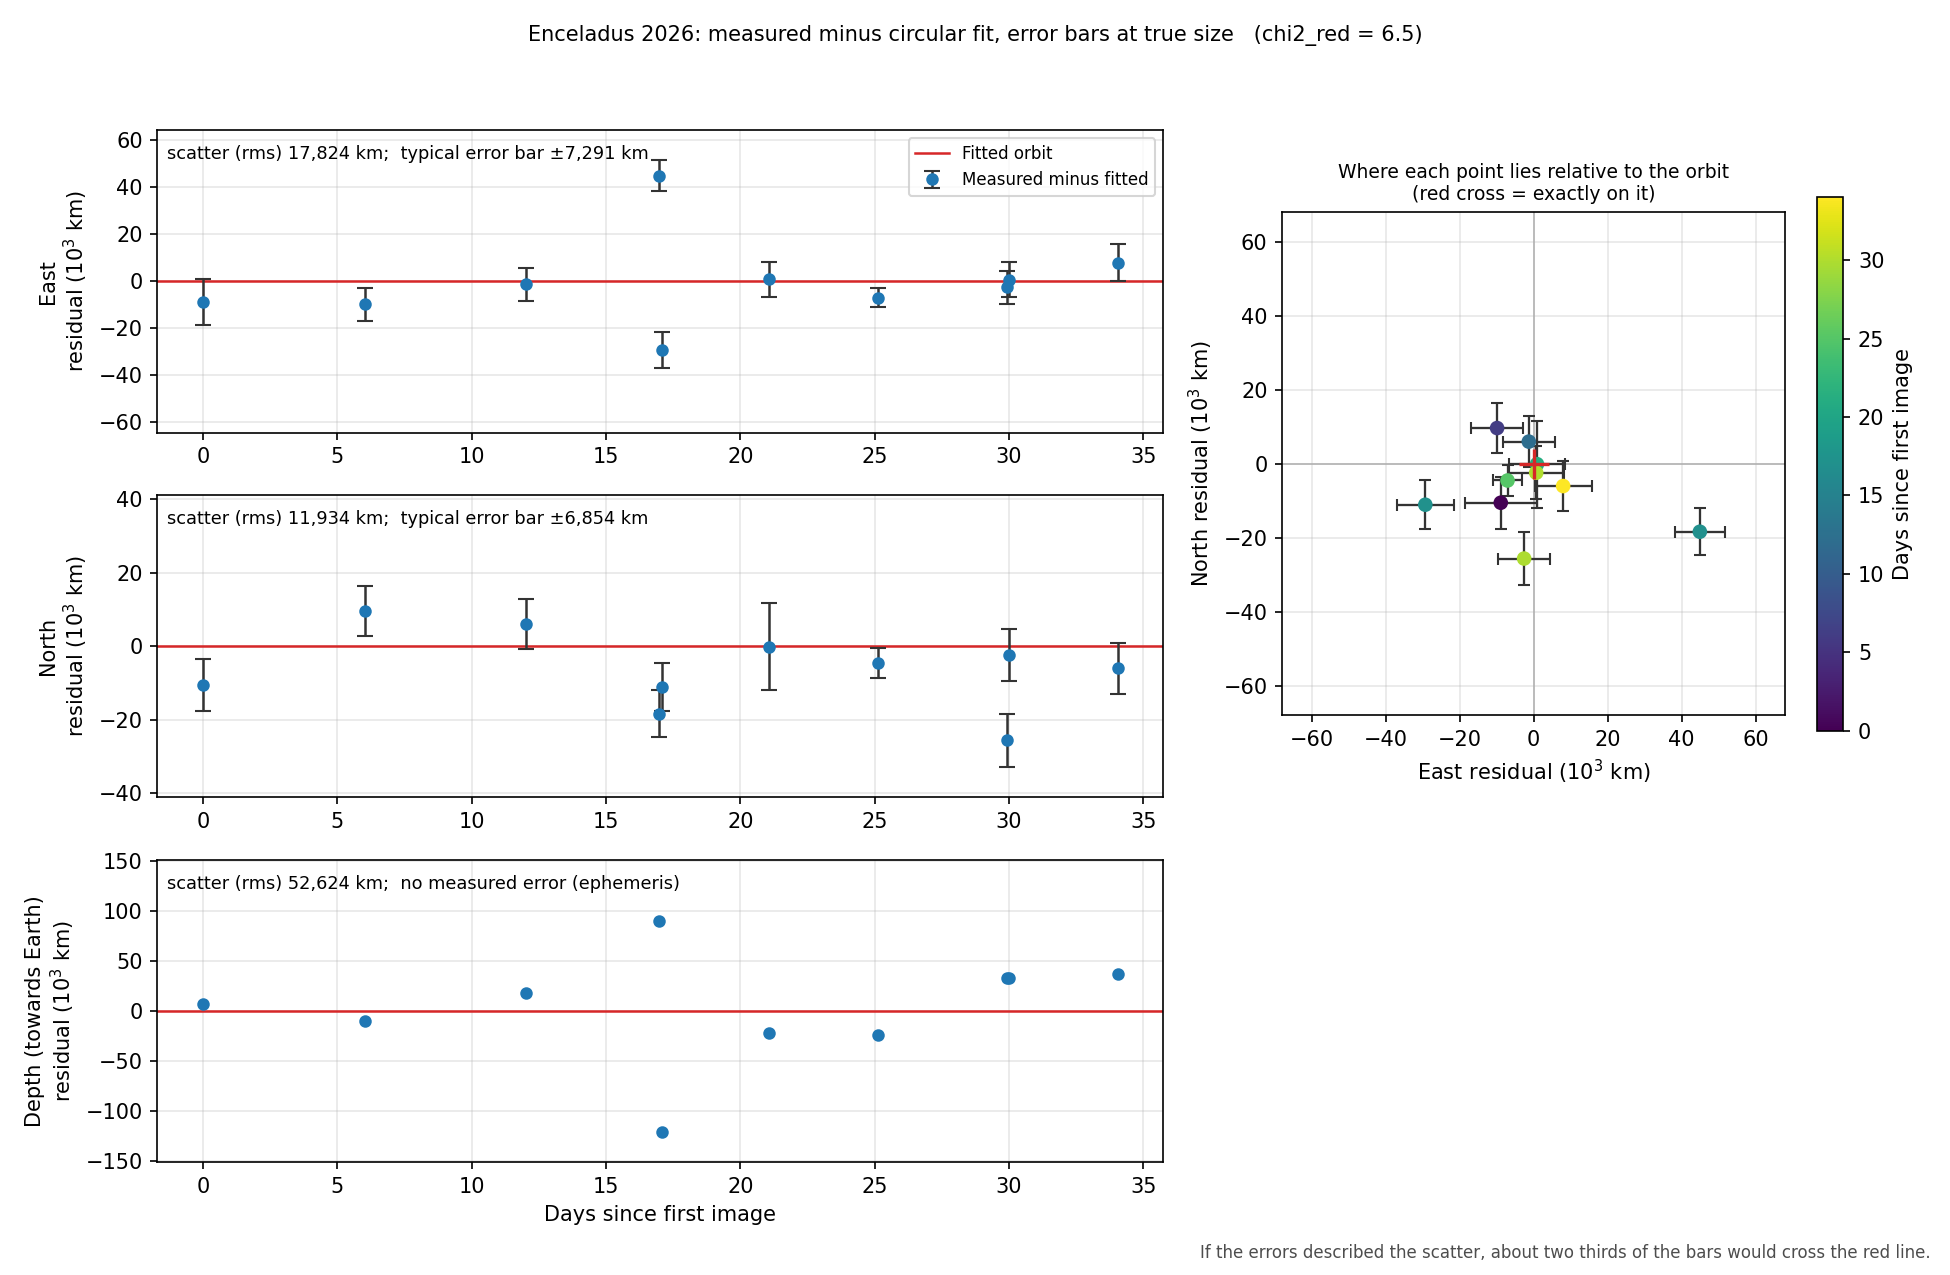 Enceladus 2026: measured minus circular fit, error bars at true size   (chi2_red = 6.5)
scatter (rms) 17,824 km;  typical error bar ±7,291 km
Fitted orbit
Measured minus fitted
East
residual (10³ km)
60
40
20
0
−20
−40
−60
0 5 10 15 20 25 30 35
scatter (rms) 11,934 km;  typical error bar ±6,854 km
North
residual (10³ km)
40
20
0
−20
−40
0 5 10 15 20 25 30 35
scatter (rms) 52,624 km;  no measured error (ephemeris)
Depth (towards Earth)
residual (10³ km)
150
100
50
0
−50
−100
−150
0 5 10 15 20 25 30 35
Days since first image
Where each point lies relative to the orbit
(red cross = exactly on it)
North residual (10³ km)
60
40
20
0
−20
−40
−60
−60 −40 −20 0 20 40 60
East residual (10³ km)
30
25
20
15
10
5
0
Days since first image
If the errors described the scatter, about two thirds of the bars would cross the red line.